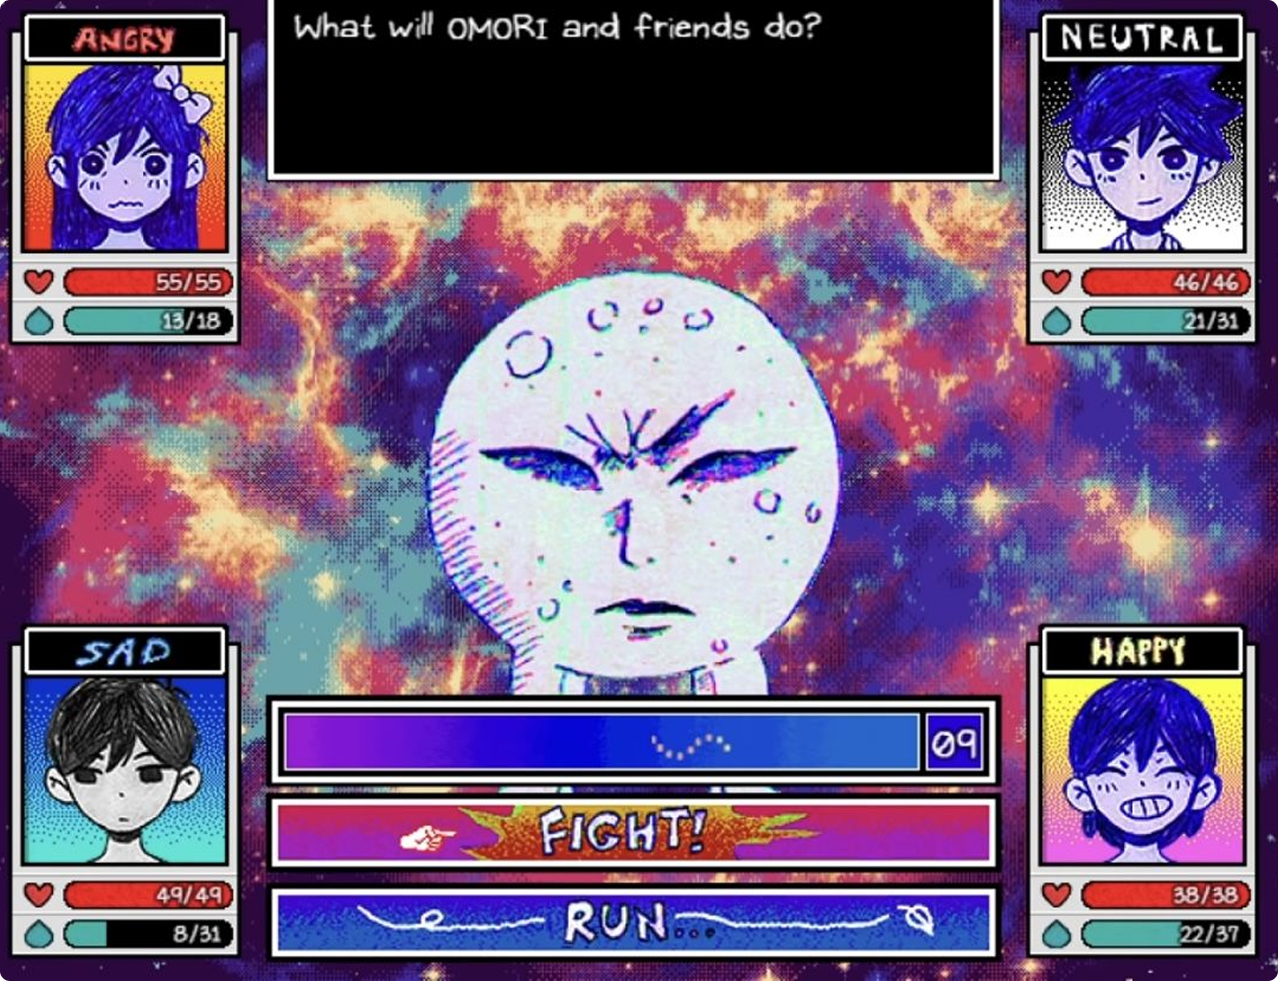 What will OMORI and friends do?
ANGRY
55/55
13/18
NEUTRAL
46/46
21/31
SAD
49/49
8/31
HAPPY
38/38
22/37
09
FIGHT!
RUN...